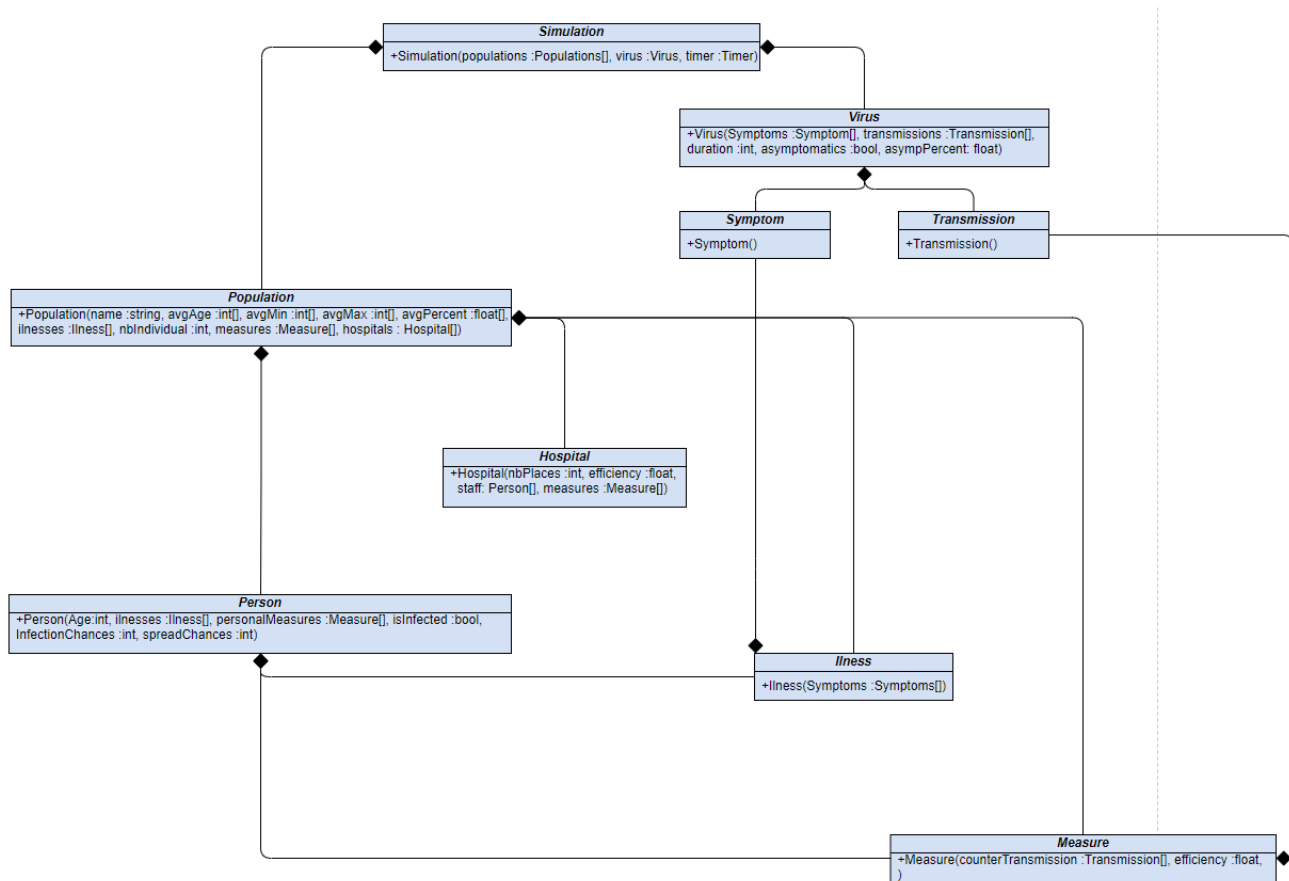 Simulation
+Simulation(populations :Populations[], virus :Virus, timer :Timer)
Virus
+Virus(Symptoms :Symptom[], transmissions :Transmission[],
duration :int, asymptomatics :bool, asympPercent: float)
Symptom
+Symptom()
Transmission
+Transmission()
Population
+Population(name :string, avgAge :int[], avgMin :int[], avgMax :int[], avgPercent :float[],
ilnesses :Ilness[], nbIndividual :int, measures :Measure[], hospitals : Hospital[])
Hospital
+Hospital(nbPlaces :int, efficiency :float,
staff: Person[], measures :Measure[])
Person
+Person(Age:int, ilnesses :Ilness[], personalMeasures :Measure[], isInfected :bool,
InfectionChances :int, spreadChances :int)
Ilness
+Ilness(Symptoms :Symptoms[])
Measure
+Measure(counterTransmission :Transmission[], efficiency :float,
)